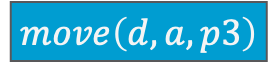 move(d, a, p3)